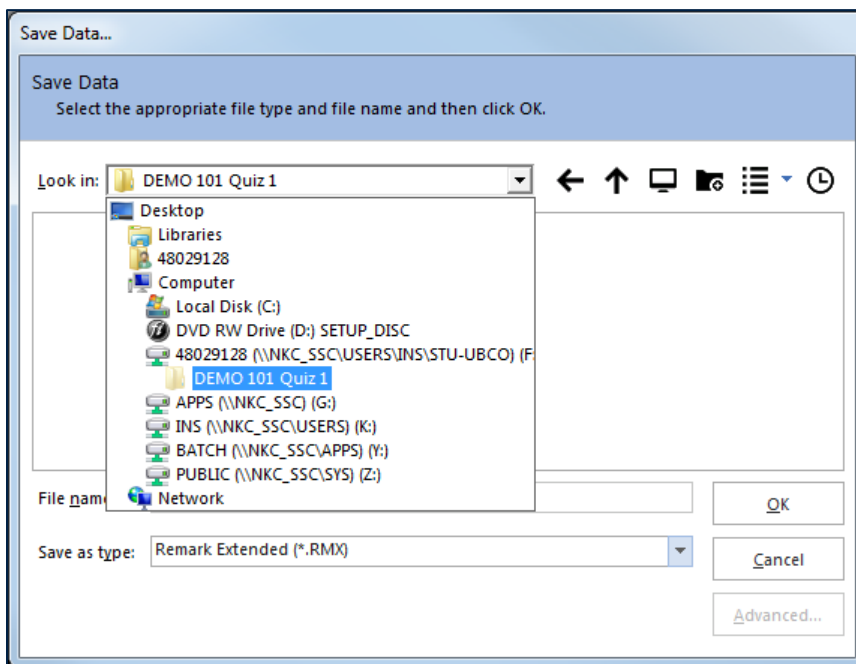 Save Data...
Save Data
Select the appropriate file type and file name and then click OK.
Look in: DEMO 101 Quiz 1
Desktop
Libraries
48029128
Computer
Local Disk (C:)
DVD RW Drive (D:) SETUP_DISC
48029128 (\\NKC_SSC\USERS\INS\STU-UBCO) (F:
DEMO 101 Quiz 1
APPS (\\NKC_SSC) (G:)
INS (\\NKC_SSC\USERS) (K:)
BATCH (\\NKC_SSC\APPS) (Y:)
PUBLIC (\\NKC_SSC\SYS) (Z:)
File nam
Network
OK
Save as type: Remark Extended (*.RMX)
Cancel
Advanced...